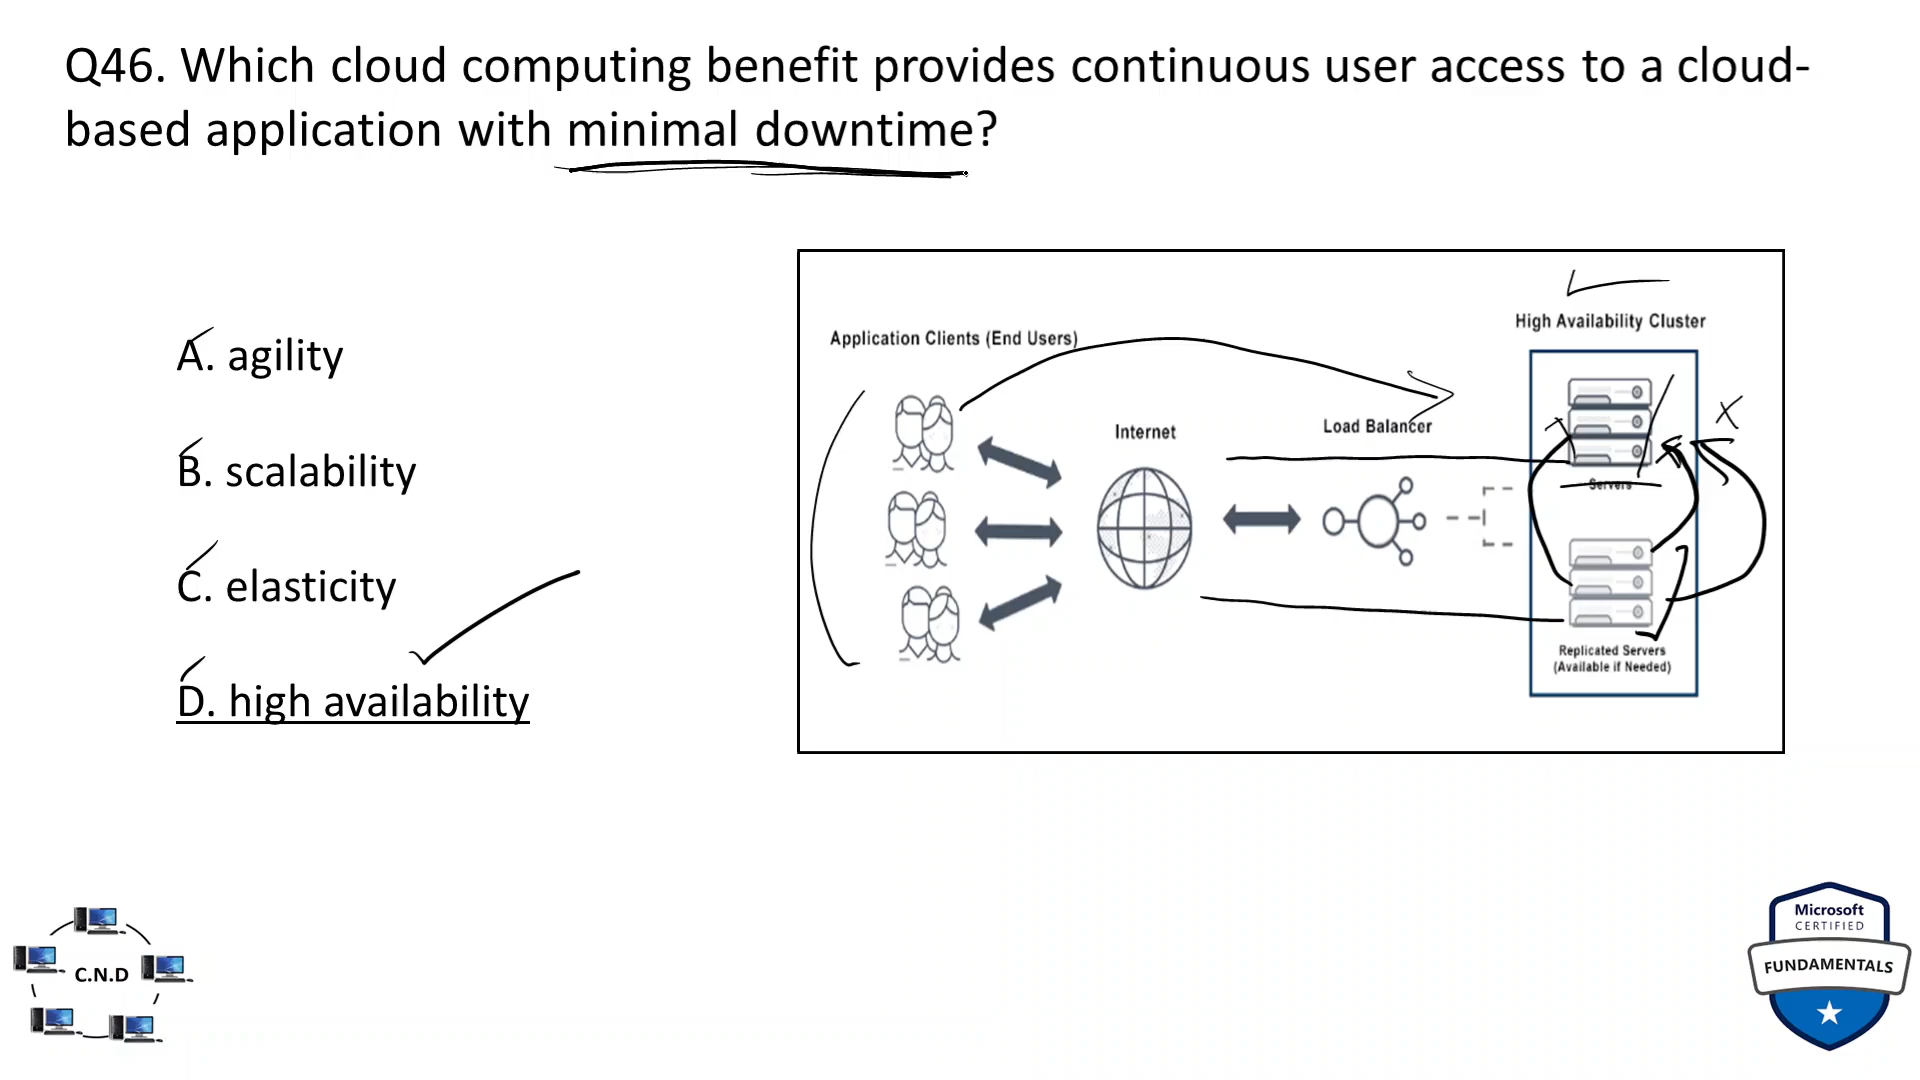 Q46. Which cloud computing benefit provides continuous user access to a cloud-
based application with minimal downtime?
A. agility
B. scalability
C. elasticity
D. high availability
Application Clients (End Users)
Internet
Load Balancer
High Availability Cluster
Servers
Replicated Servers
(Available if Needed)
C.N.D
Microsoft
CERTIFIED
FUNDAMENTALS